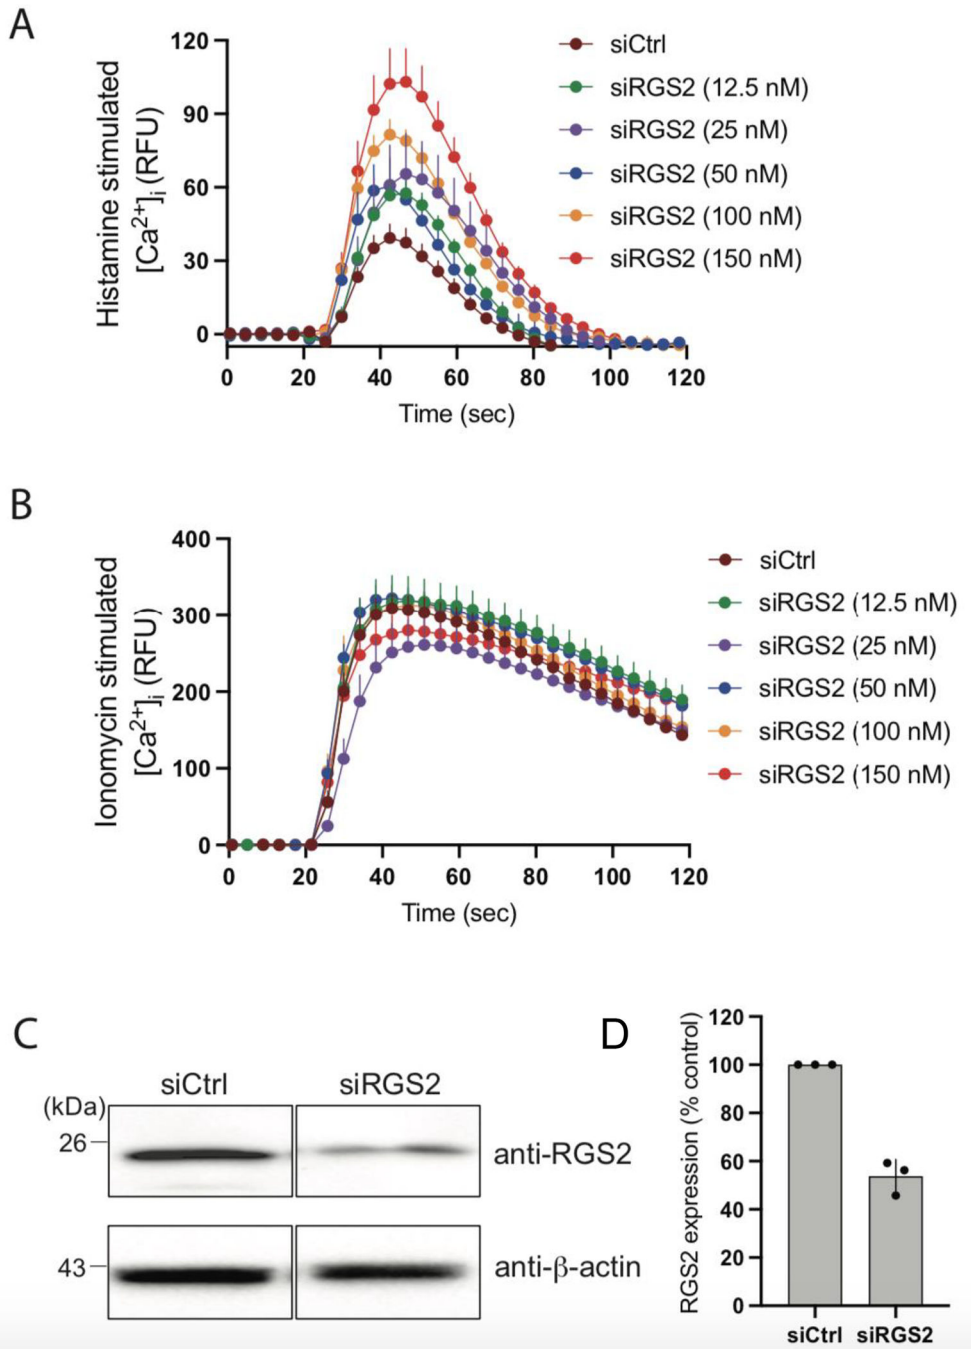 A
Histamine stimulated
[Ca²⁺]ᵢ (RFU)
120
90
60
30
0
0 20 40 60 80 100 120
Time (sec)
siCtrl
siRGS2 (12.5 nM)
siRGS2 (25 nM)
siRGS2 (50 nM)
siRGS2 (100 nM)
siRGS2 (150 nM)
B
Ionomycin stimulated
[Ca²⁺]ᵢ (RFU)
400
300
200
100
0
0 20 40 60 80 100 120
Time (sec)
siCtrl
siRGS2 (12.5 nM)
siRGS2 (25 nM)
siRGS2 (50 nM)
siRGS2 (100 nM)
siRGS2 (150 nM)
C
siCtrl siRGS2
(kDa)
26
anti-RGS2
43
anti-β-actin
D
RGS2 expression (% control)
120
100
80
60
40
20
0
siCtrl siRGS2